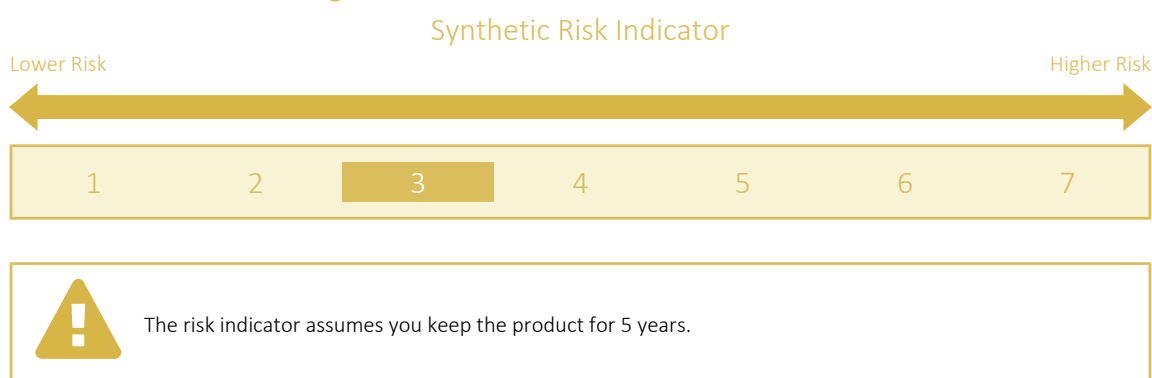 Synthetic Risk Indicator
Lower Risk Higher Risk
1 2 3 4 5 6 7
The risk indicator assumes you keep the product for 5 years.